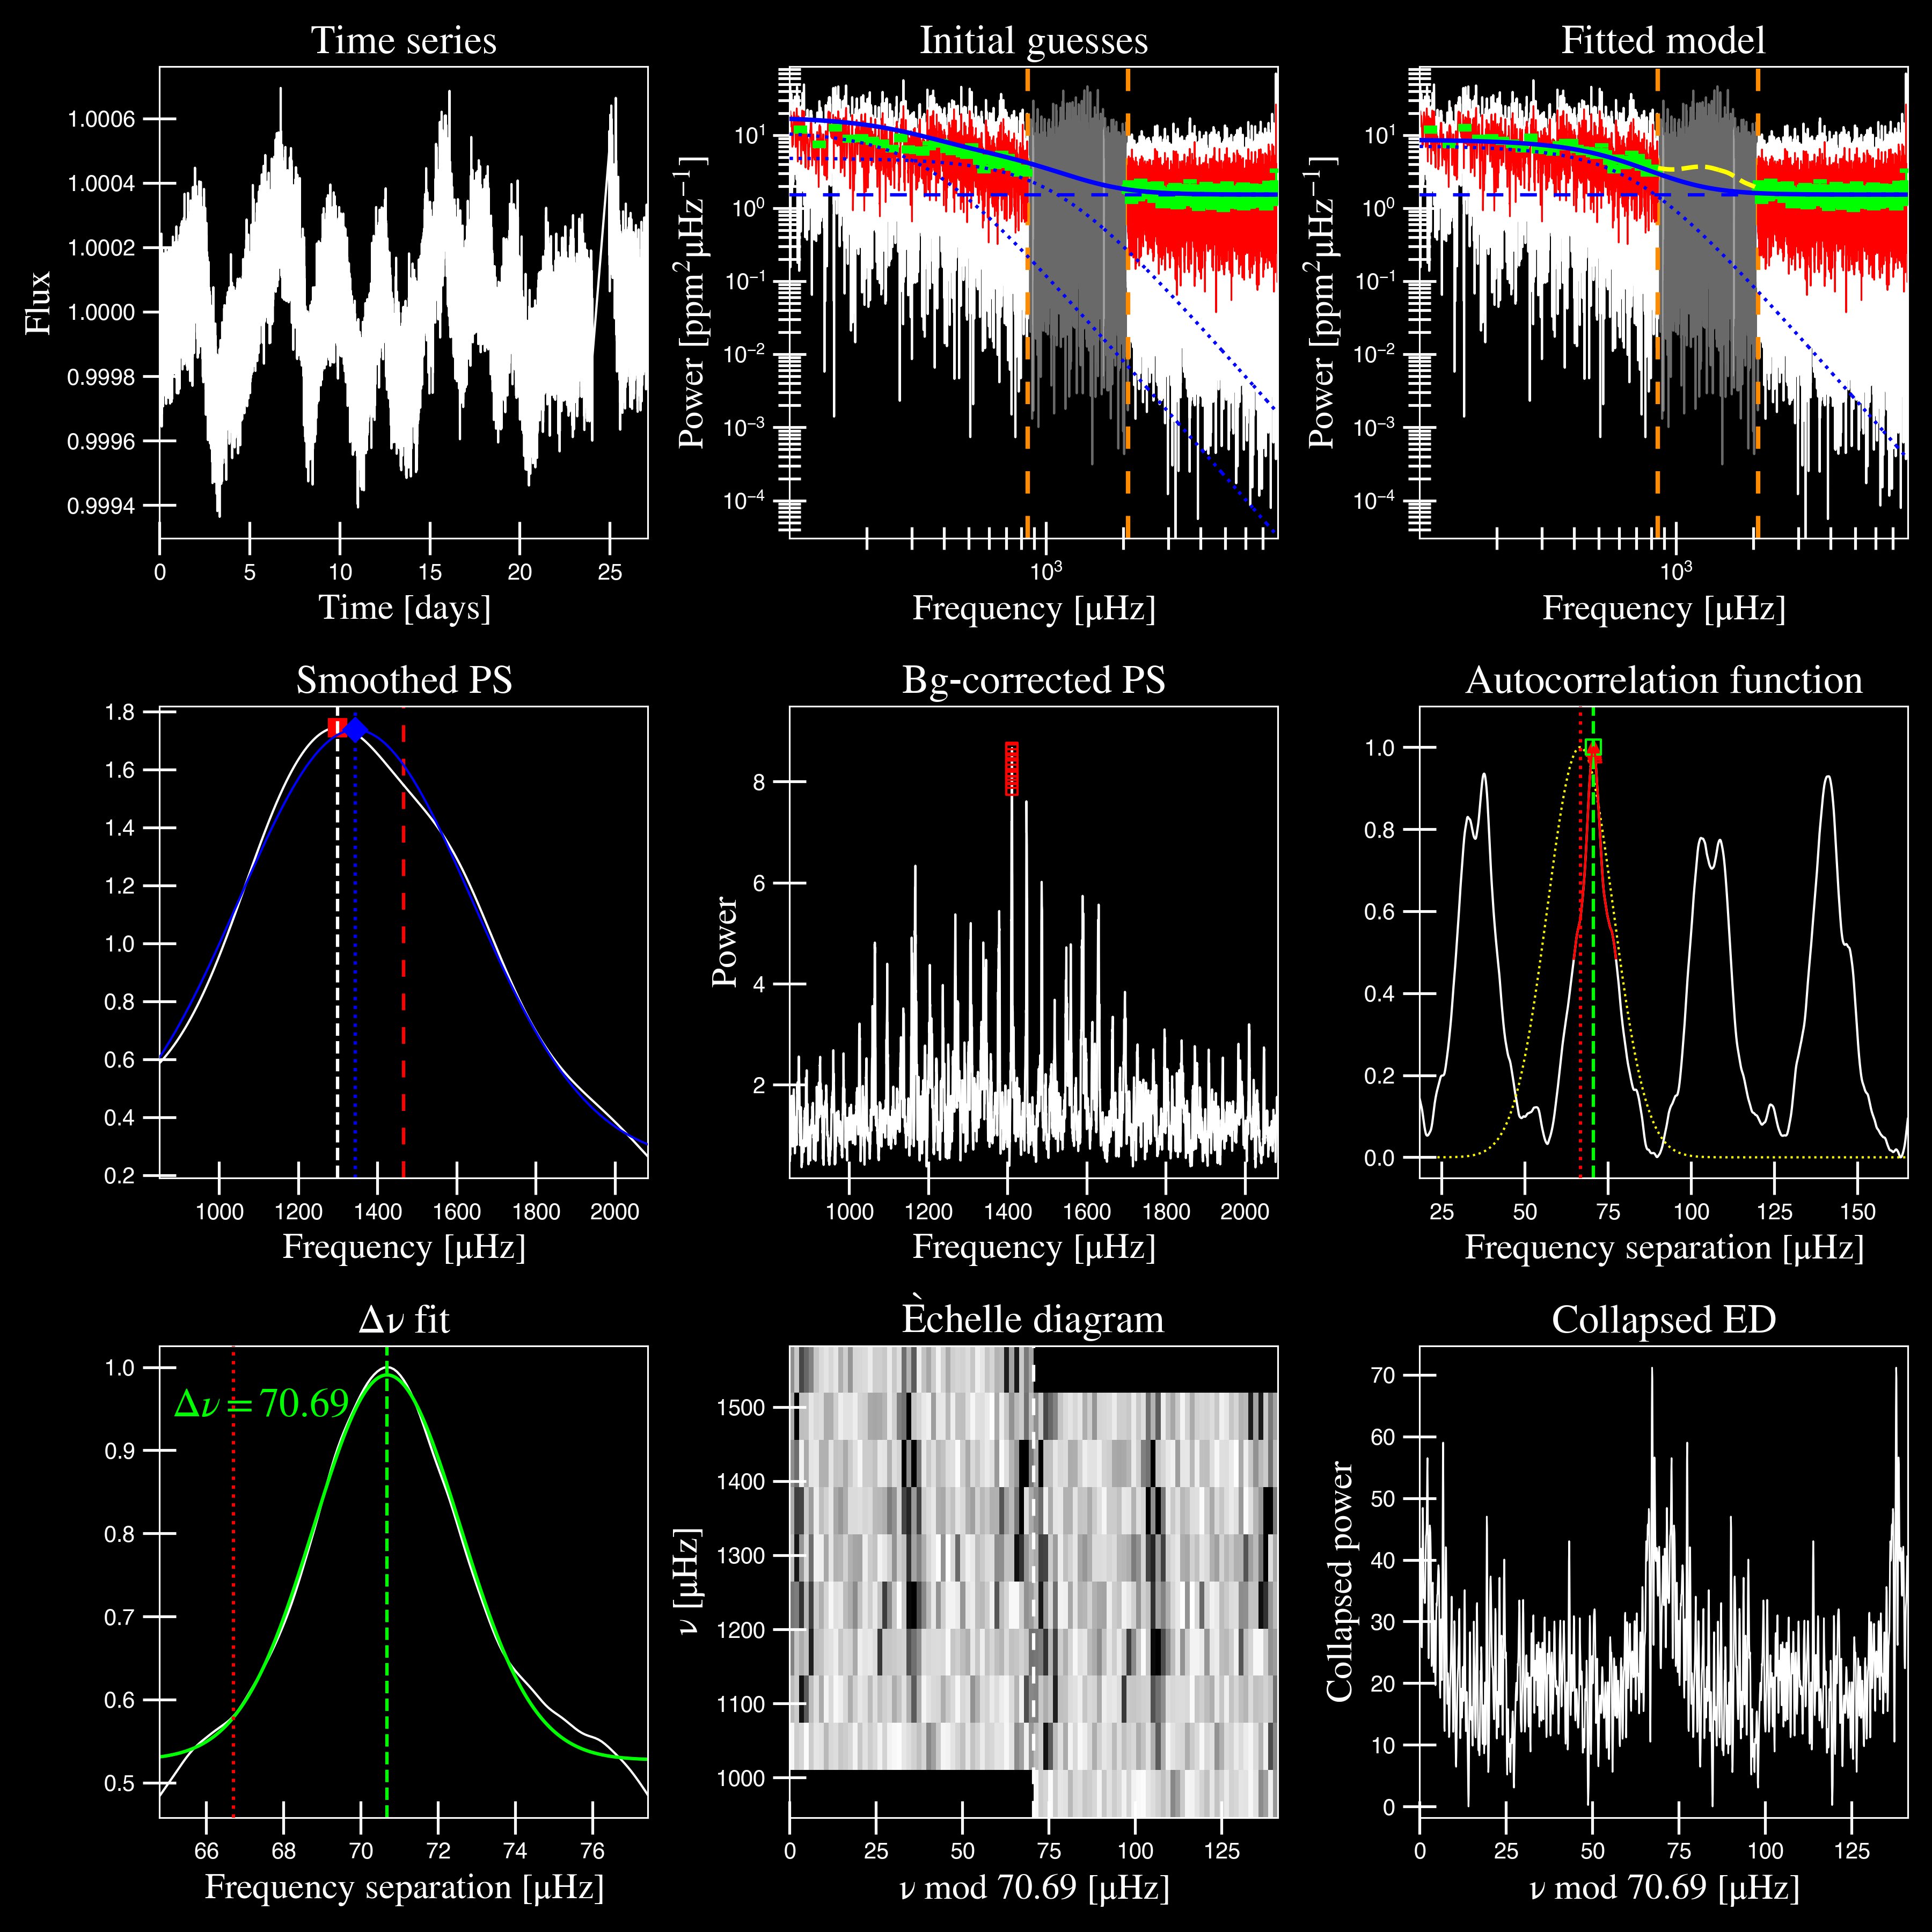 Time series
Flux
1.0006
1.0004
1.0002
1.0000
0.9998
0.9996
0.9994
0 5 10 15 20 25
Time [days]
Initial guesses
Power [ppm²μHz⁻¹]
10¹
10⁰
10⁻¹
10⁻²
10⁻³
10⁻⁴
10³
Frequency [μHz]
Fitted model
Power [ppm²μHz⁻¹]
10¹
10⁰
10⁻¹
10⁻²
10⁻³
10⁻⁴
10³
Frequency [μHz]
Smoothed PS
1.8
1.6
1.4
1.2
1.0
0.8
0.6
0.4
0.2
1000 1200 1400 1600 1800 2000
Frequency [μHz]
Bg-corrected PS
Power
8
6
4
2
1000 1200 1400 1600 1800 2000
Frequency [μHz]
Autocorrelation function
1.0
0.8
0.6
0.4
0.2
0.0
25 50 75 100 125 150
Frequency separation [μHz]
Δν fit
1.0
0.9
0.8
0.7
0.6
0.5
Δν = 70.69
66 68 70 72 74 76
Frequency separation [μHz]
Èchelle diagram
ν [μHz]
1500
1400
1300
1200
1100
1000
0 25 50 75 100 125
ν mod 70.69 [μHz]
Collapsed ED
Collapsed power
70
60
50
40
30
20
10
0
0 25 50 75 100 125
ν mod 70.69 [μHz]